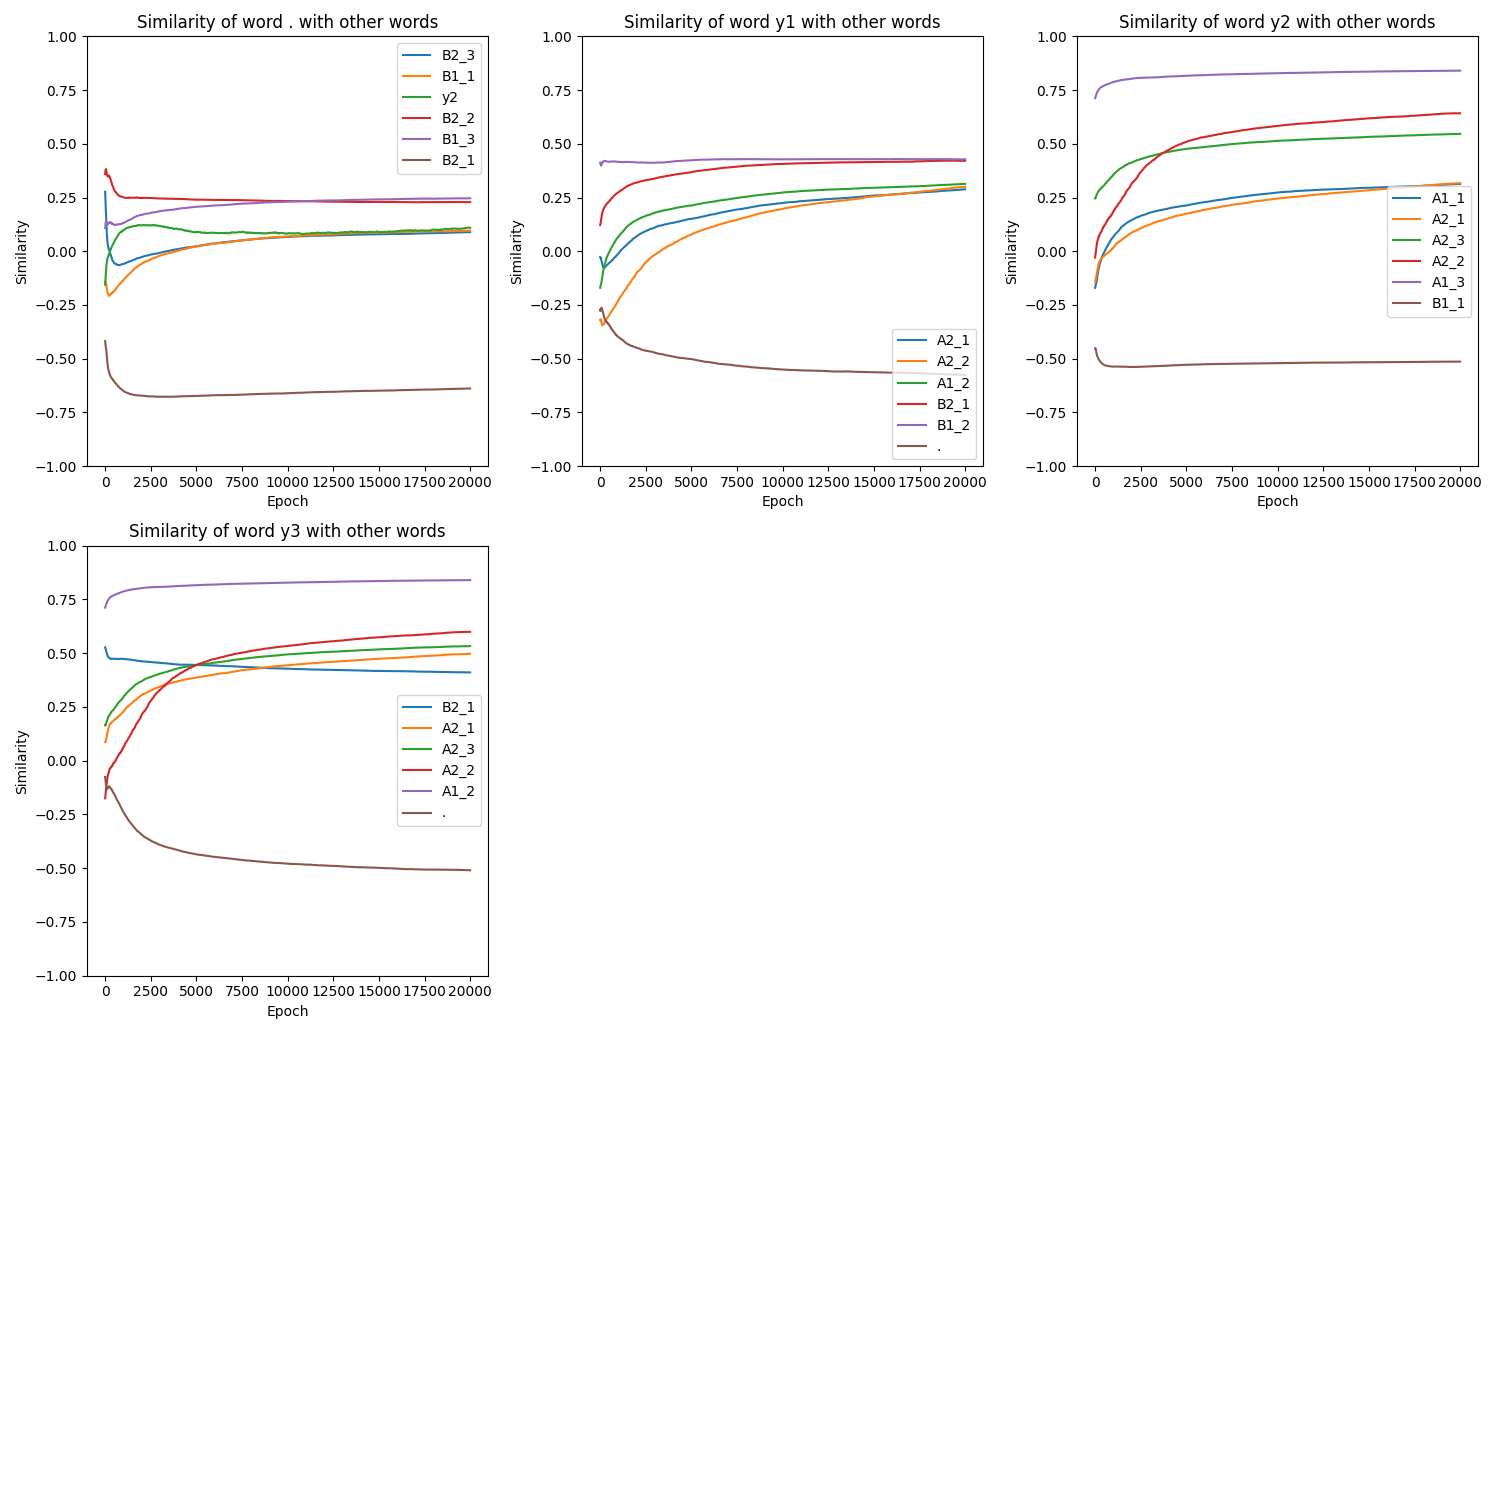 Similarity of word . with other words
1.00
0.75
0.50
0.25
0.00
−0.25
−0.50
−0.75
−1.00
Similarity
0 2500 5000 7500 10000 12500 15000 17500 20000
Epoch
B2_3
B1_1
y2
B2_2
B1_3
B2_1
Similarity of word y1 with other words
1.00
0.75
0.50
0.25
0.00
−0.25
−0.50
−0.75
−1.00
Similarity
0 2500 5000 7500 10000 12500 15000 17500 20000
Epoch
A2_1
A2_2
A1_2
B2_1
B1_2
.
Similarity of word y2 with other words
1.00
0.75
0.50
0.25
0.00
−0.25
−0.50
−0.75
−1.00
Similarity
0 2500 5000 7500 10000 12500 15000 17500 20000
Epoch
A1_1
A2_1
A2_3
A2_2
A1_3
B1_1
Similarity of word y3 with other words
1.00
0.75
0.50
0.25
0.00
−0.25
−0.50
−0.75
−1.00
Similarity
0 2500 5000 7500 10000 12500 15000 17500 20000
Epoch
B2_1
A2_1
A2_3
A2_2
A1_2
.